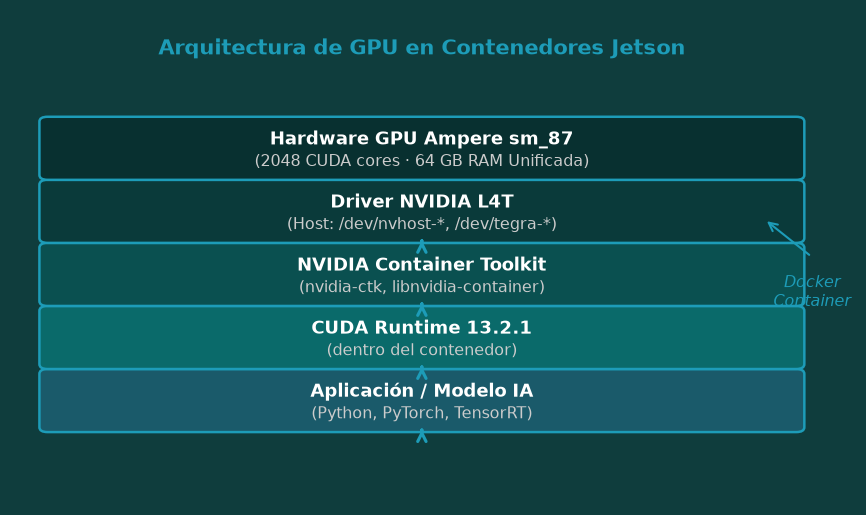 Arquitectura de GPU en Contenedores Jetson
Hardware GPU Ampere sm_87
(2048 CUDA cores · 64 GB RAM Unificada)
Driver NVIDIA L4T
(Host: /dev/nvhost-*, /dev/tegra-*)
NVIDIA Container Toolkit
(nvidia-ctk, libnvidia-container)
Docker
Container
CUDA Runtime 13.2.1
(dentro del contenedor)
Aplicación / Modelo IA
(Python, PyTorch, TensorRT)